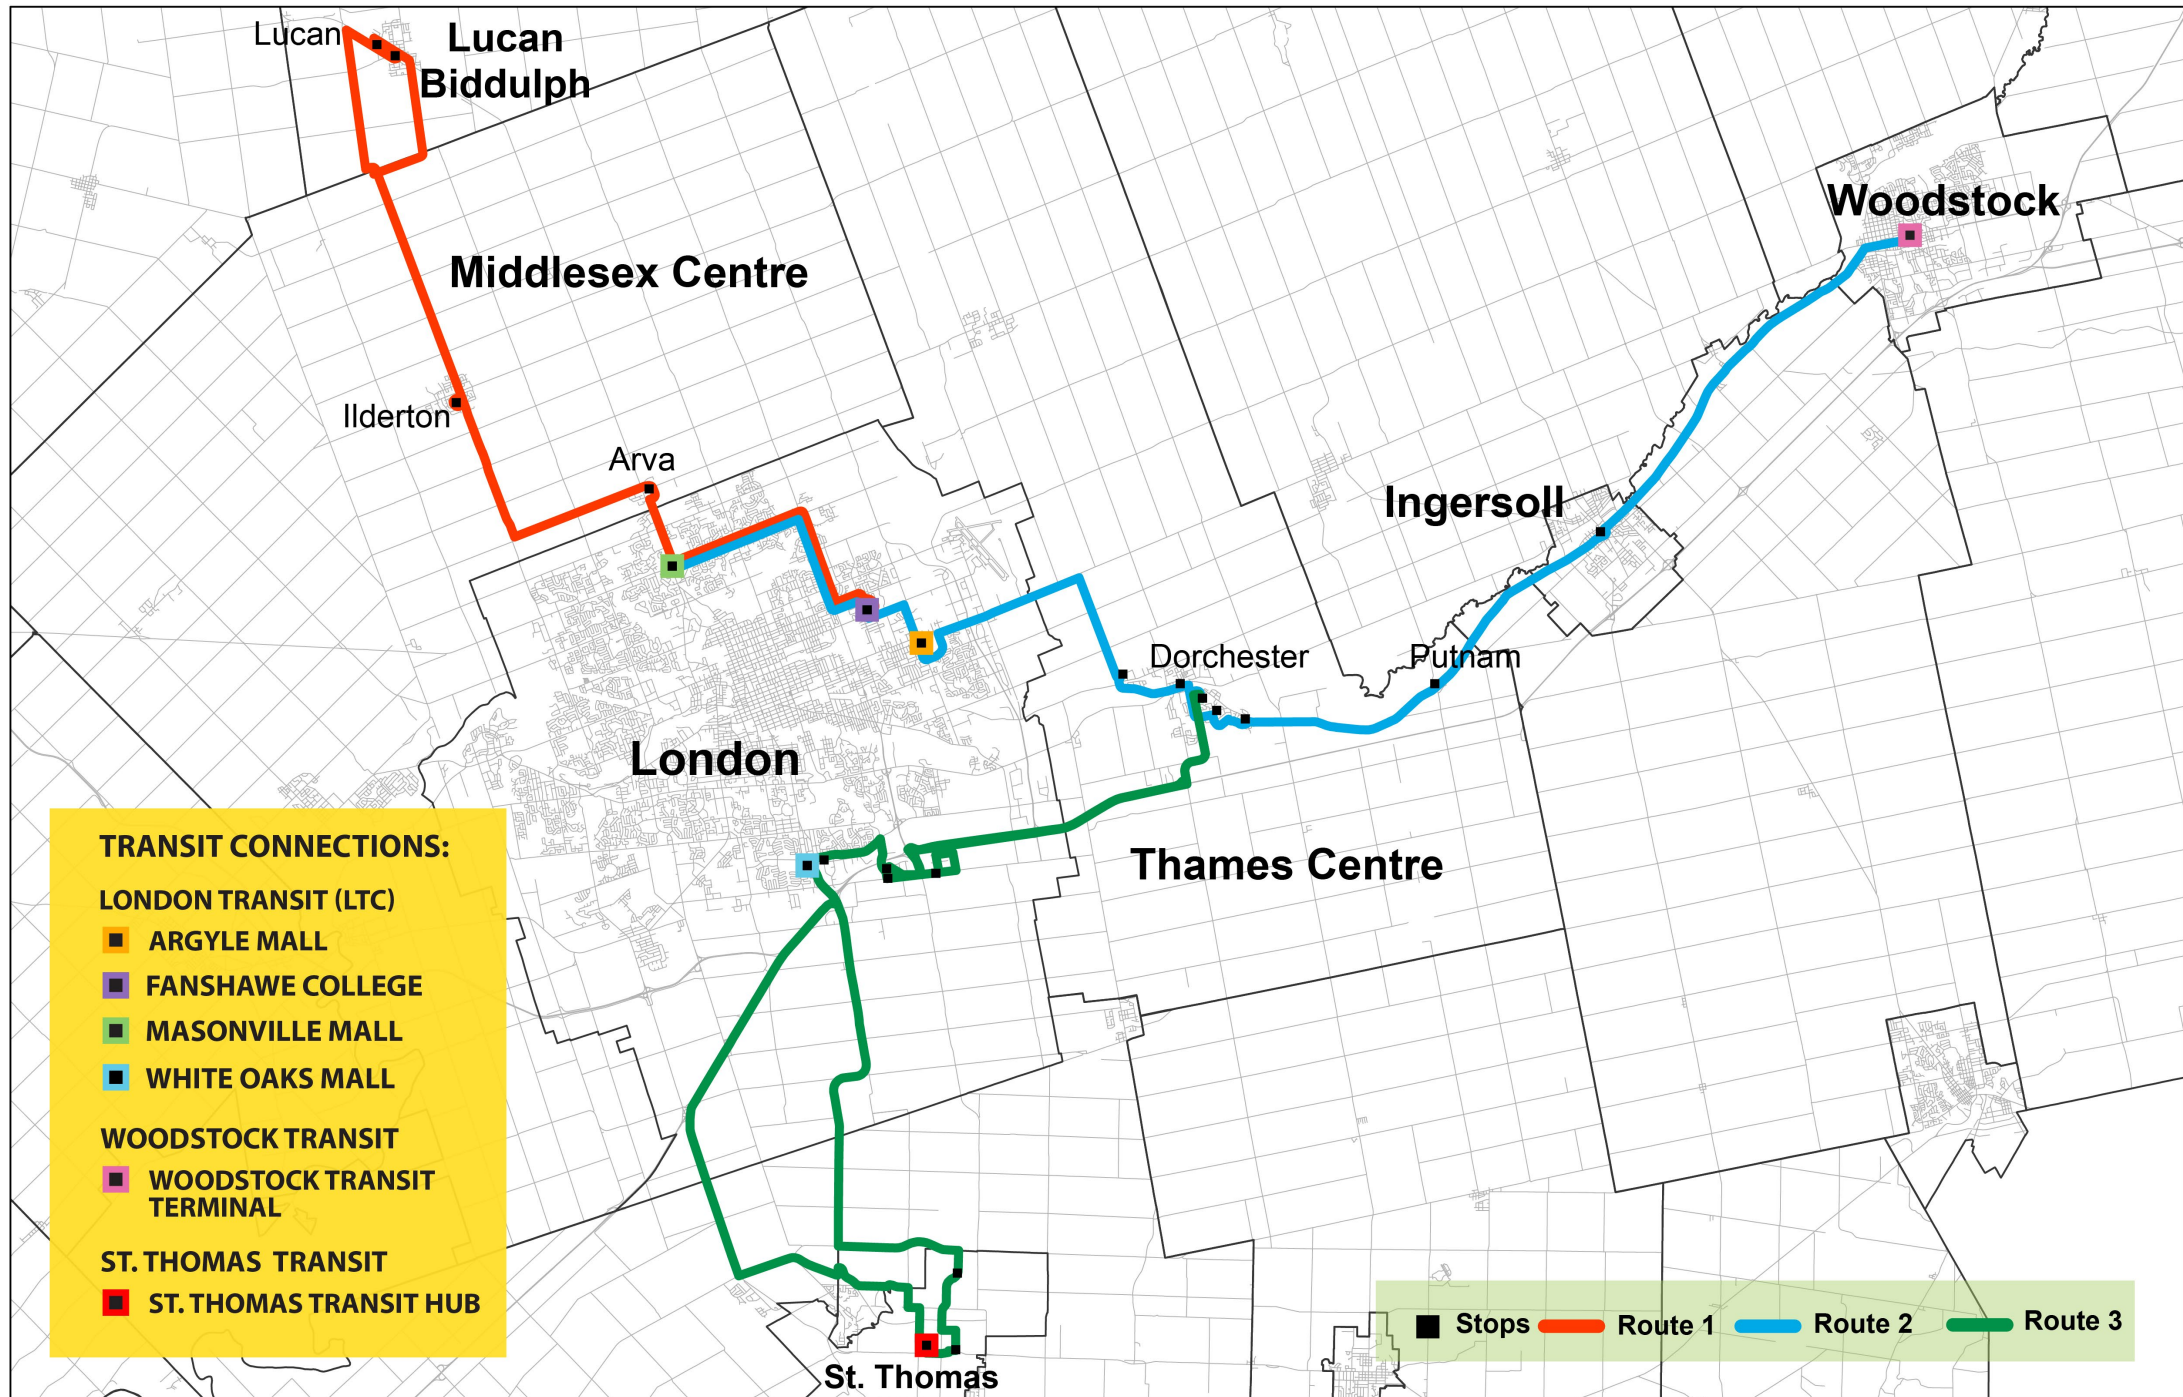 Lucan
Lucan
Biddulph
Woodstock
Middlesex Centre
Ilderton
Arva
Ingersoll
Dorchester
Putnam
London
Thames Centre
TRANSIT CONNECTIONS:
LONDON TRANSIT (LTC)
ARGYLE MALL
FANSHAWE COLLEGE
MASONVILLE MALL
WHITE OAKS MALL
WOODSTOCK TRANSIT
WOODSTOCK TRANSIT
TERMINAL
ST. THOMAS TRANSIT
ST. THOMAS TRANSIT HUB
St. Thomas
Stops Route 1 Route 2 Route 3